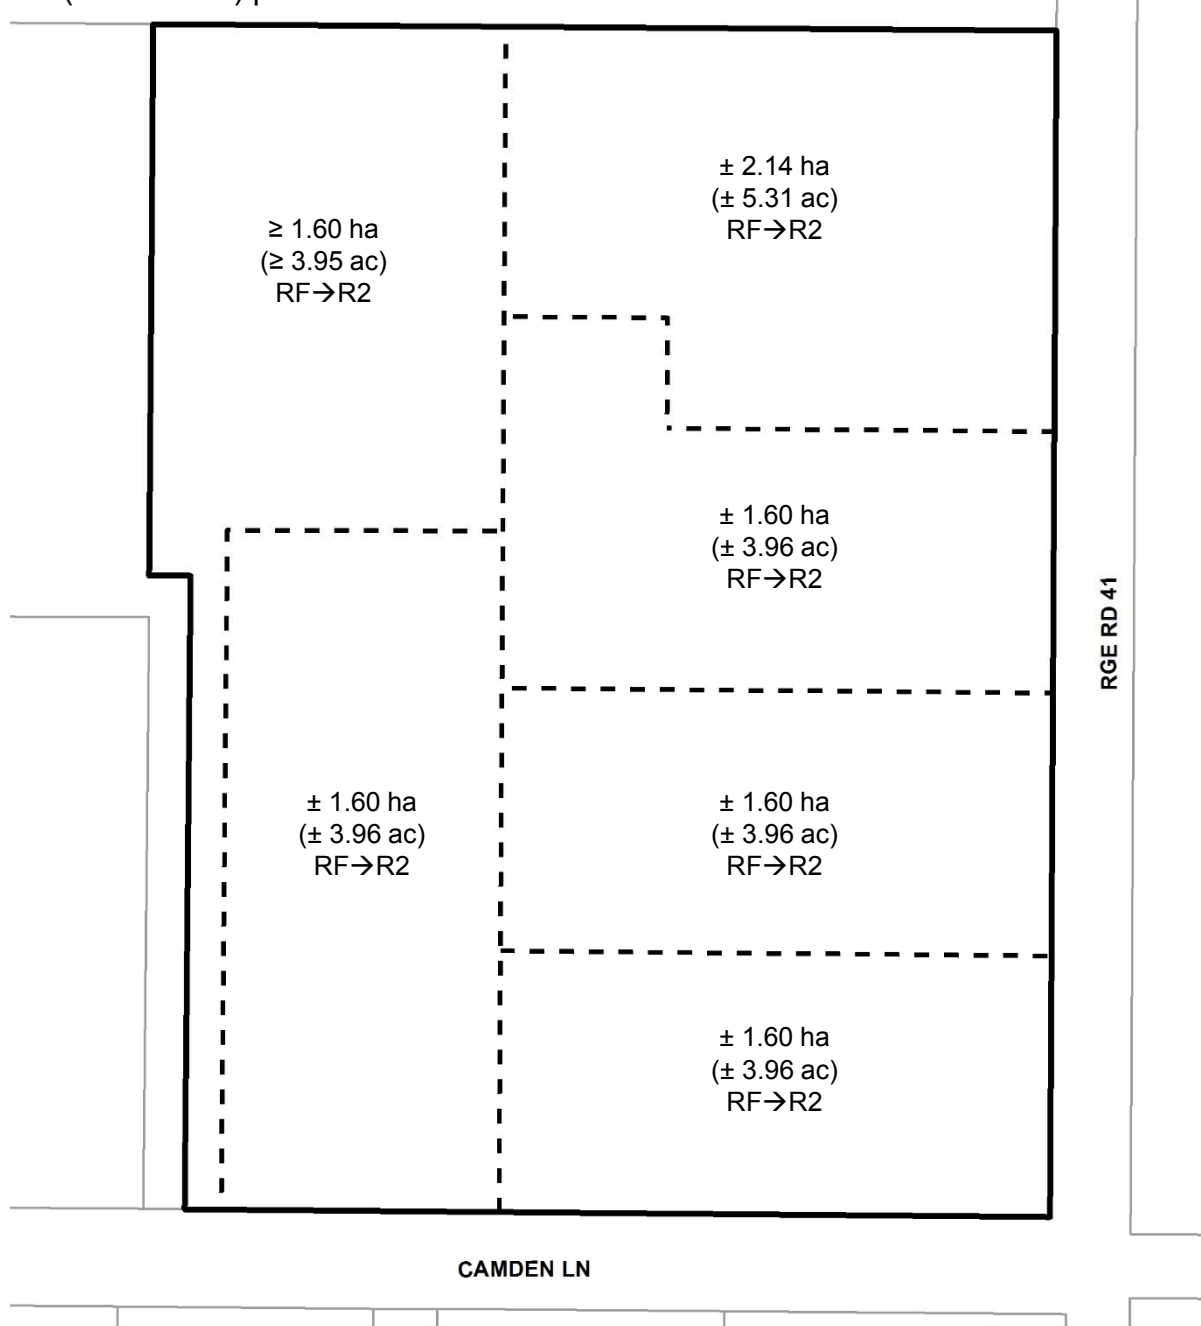 ± 2.14 ha
(± 5.31 ac)
RF→R2
≥ 1.60 ha
(≥ 3.95 ac)
RF→R2
± 1.60 ha
(± 3.96 ac)
RF→R2
RGE RD 41
± 1.60 ha
(± 3.96 ac)
RF→R2
± 1.60 ha
(± 3.96 ac)
RF→R2
± 1.60 ha
(± 3.96 ac)
RF→R2
CAMDEN LN